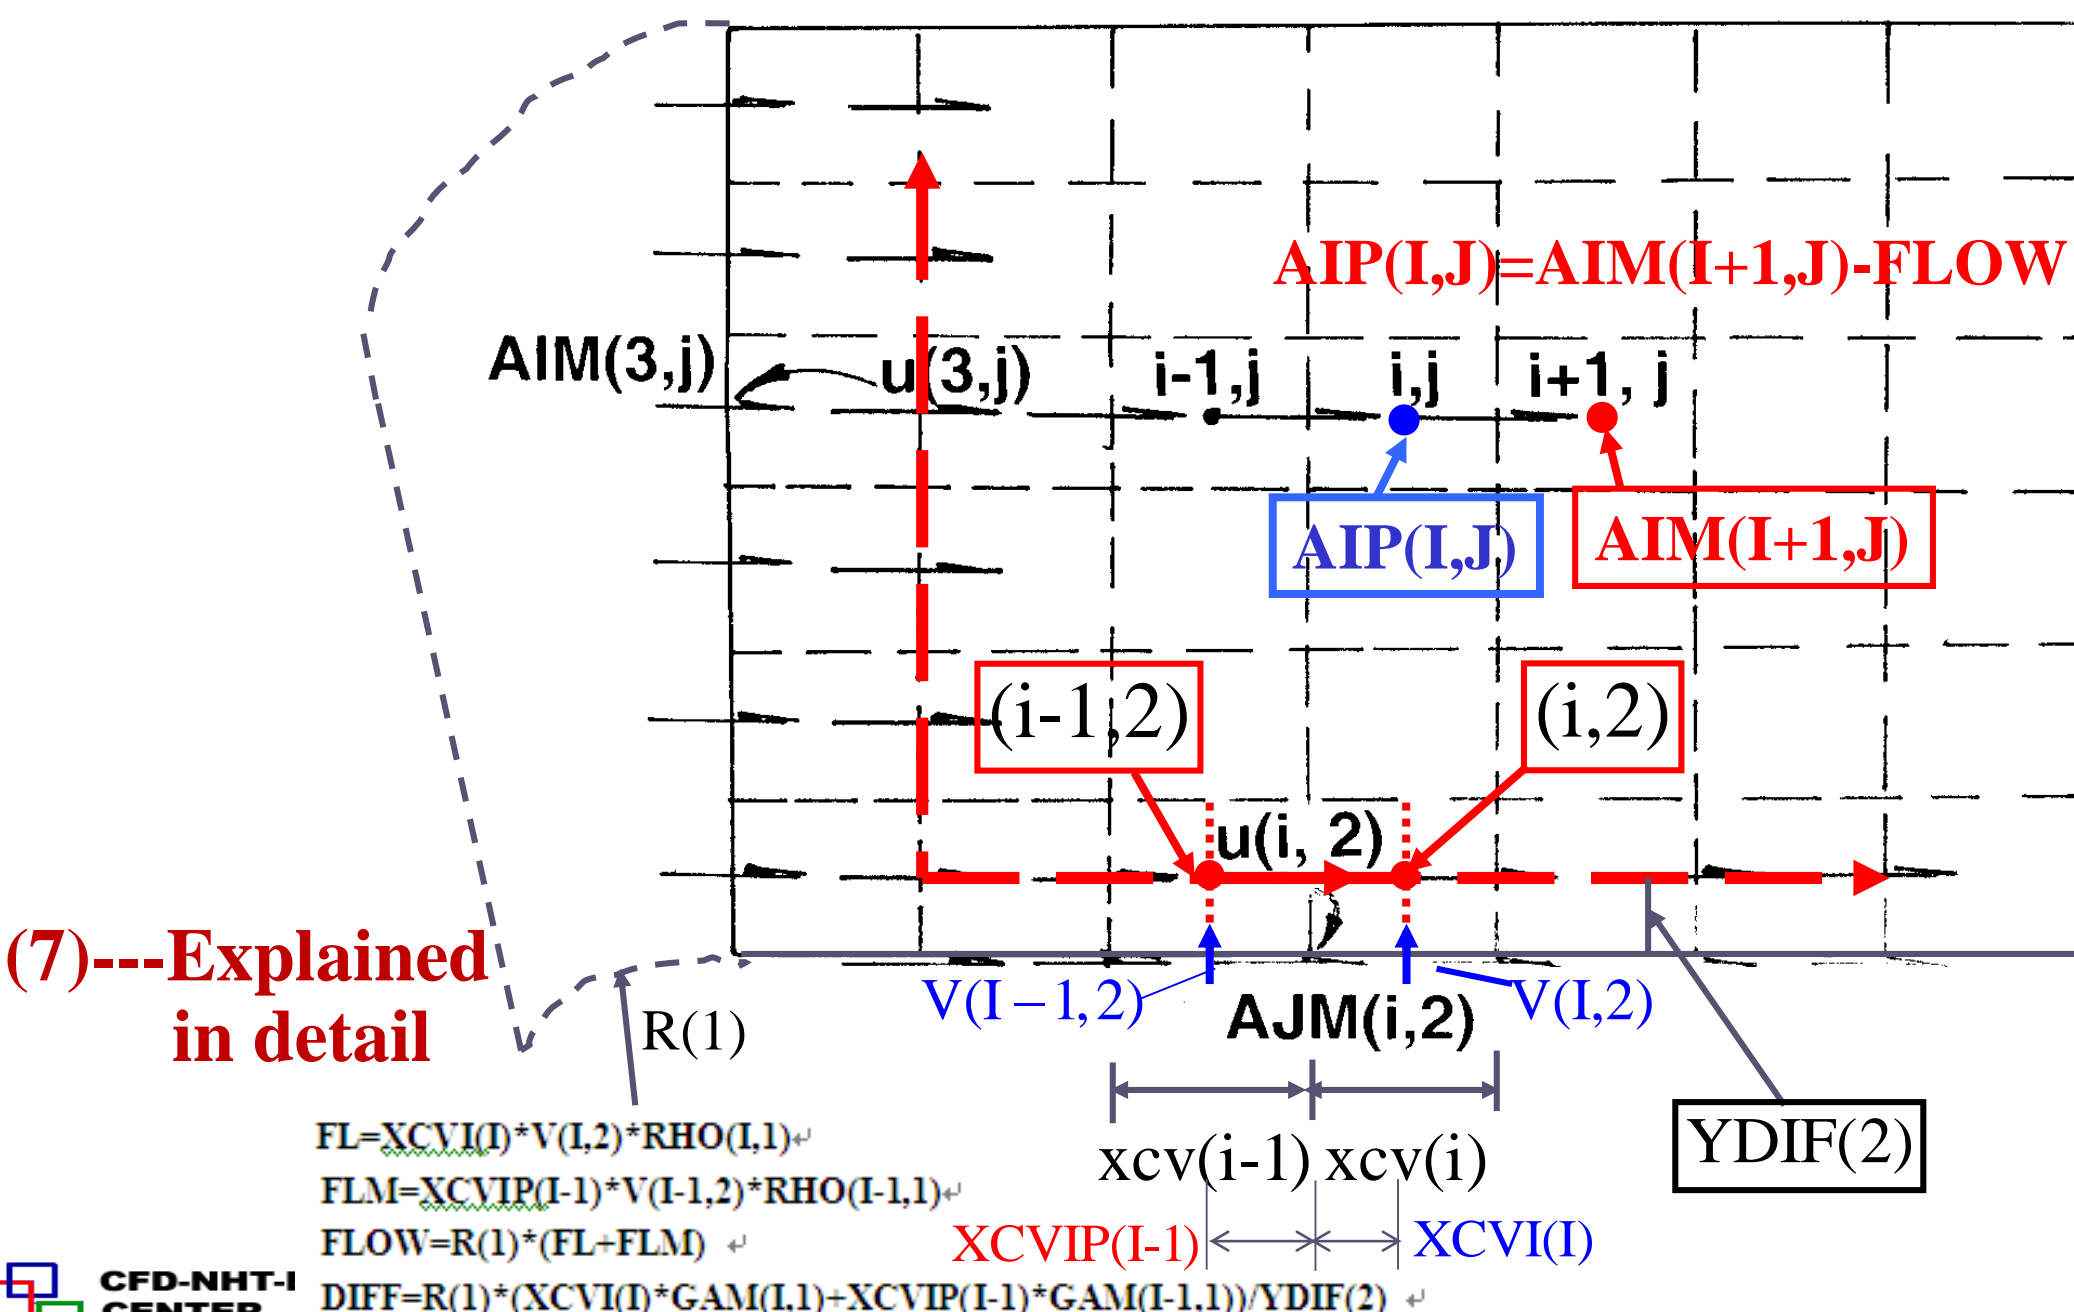 AIP(I,J)=AIM(I+1,J)-FLOW
AIM(3,j)
u(3,j)
i-1,j
i,j
i+1, j
AIP(I,J)
AIM(I+1,J)
(i-1,2)
(i,2)
u(i, 2)
(7)---Explained
in detail
R(1)
V(I-1,2)
AJM(i,2)
V(I,2)
xcv(i-1)
xcv(i)
YDIF(2)
XCVIP(I-1)
XCVI(I)
FL=XCVI(I)*V(I,2)*RHO(I,1)↵
FLM=XCVIP(I-1)*V(I-1,2)*RHO(I-1,1)↵
FLOW=R(1)*(FL+FLM) ↵
DIFF=R(1)*(XCVI(I)*GAM(I,1)+XCVIP(I-1)*GAM(I-1,1))/YDIF(2) ↵
CFD-NHT-
CENTER